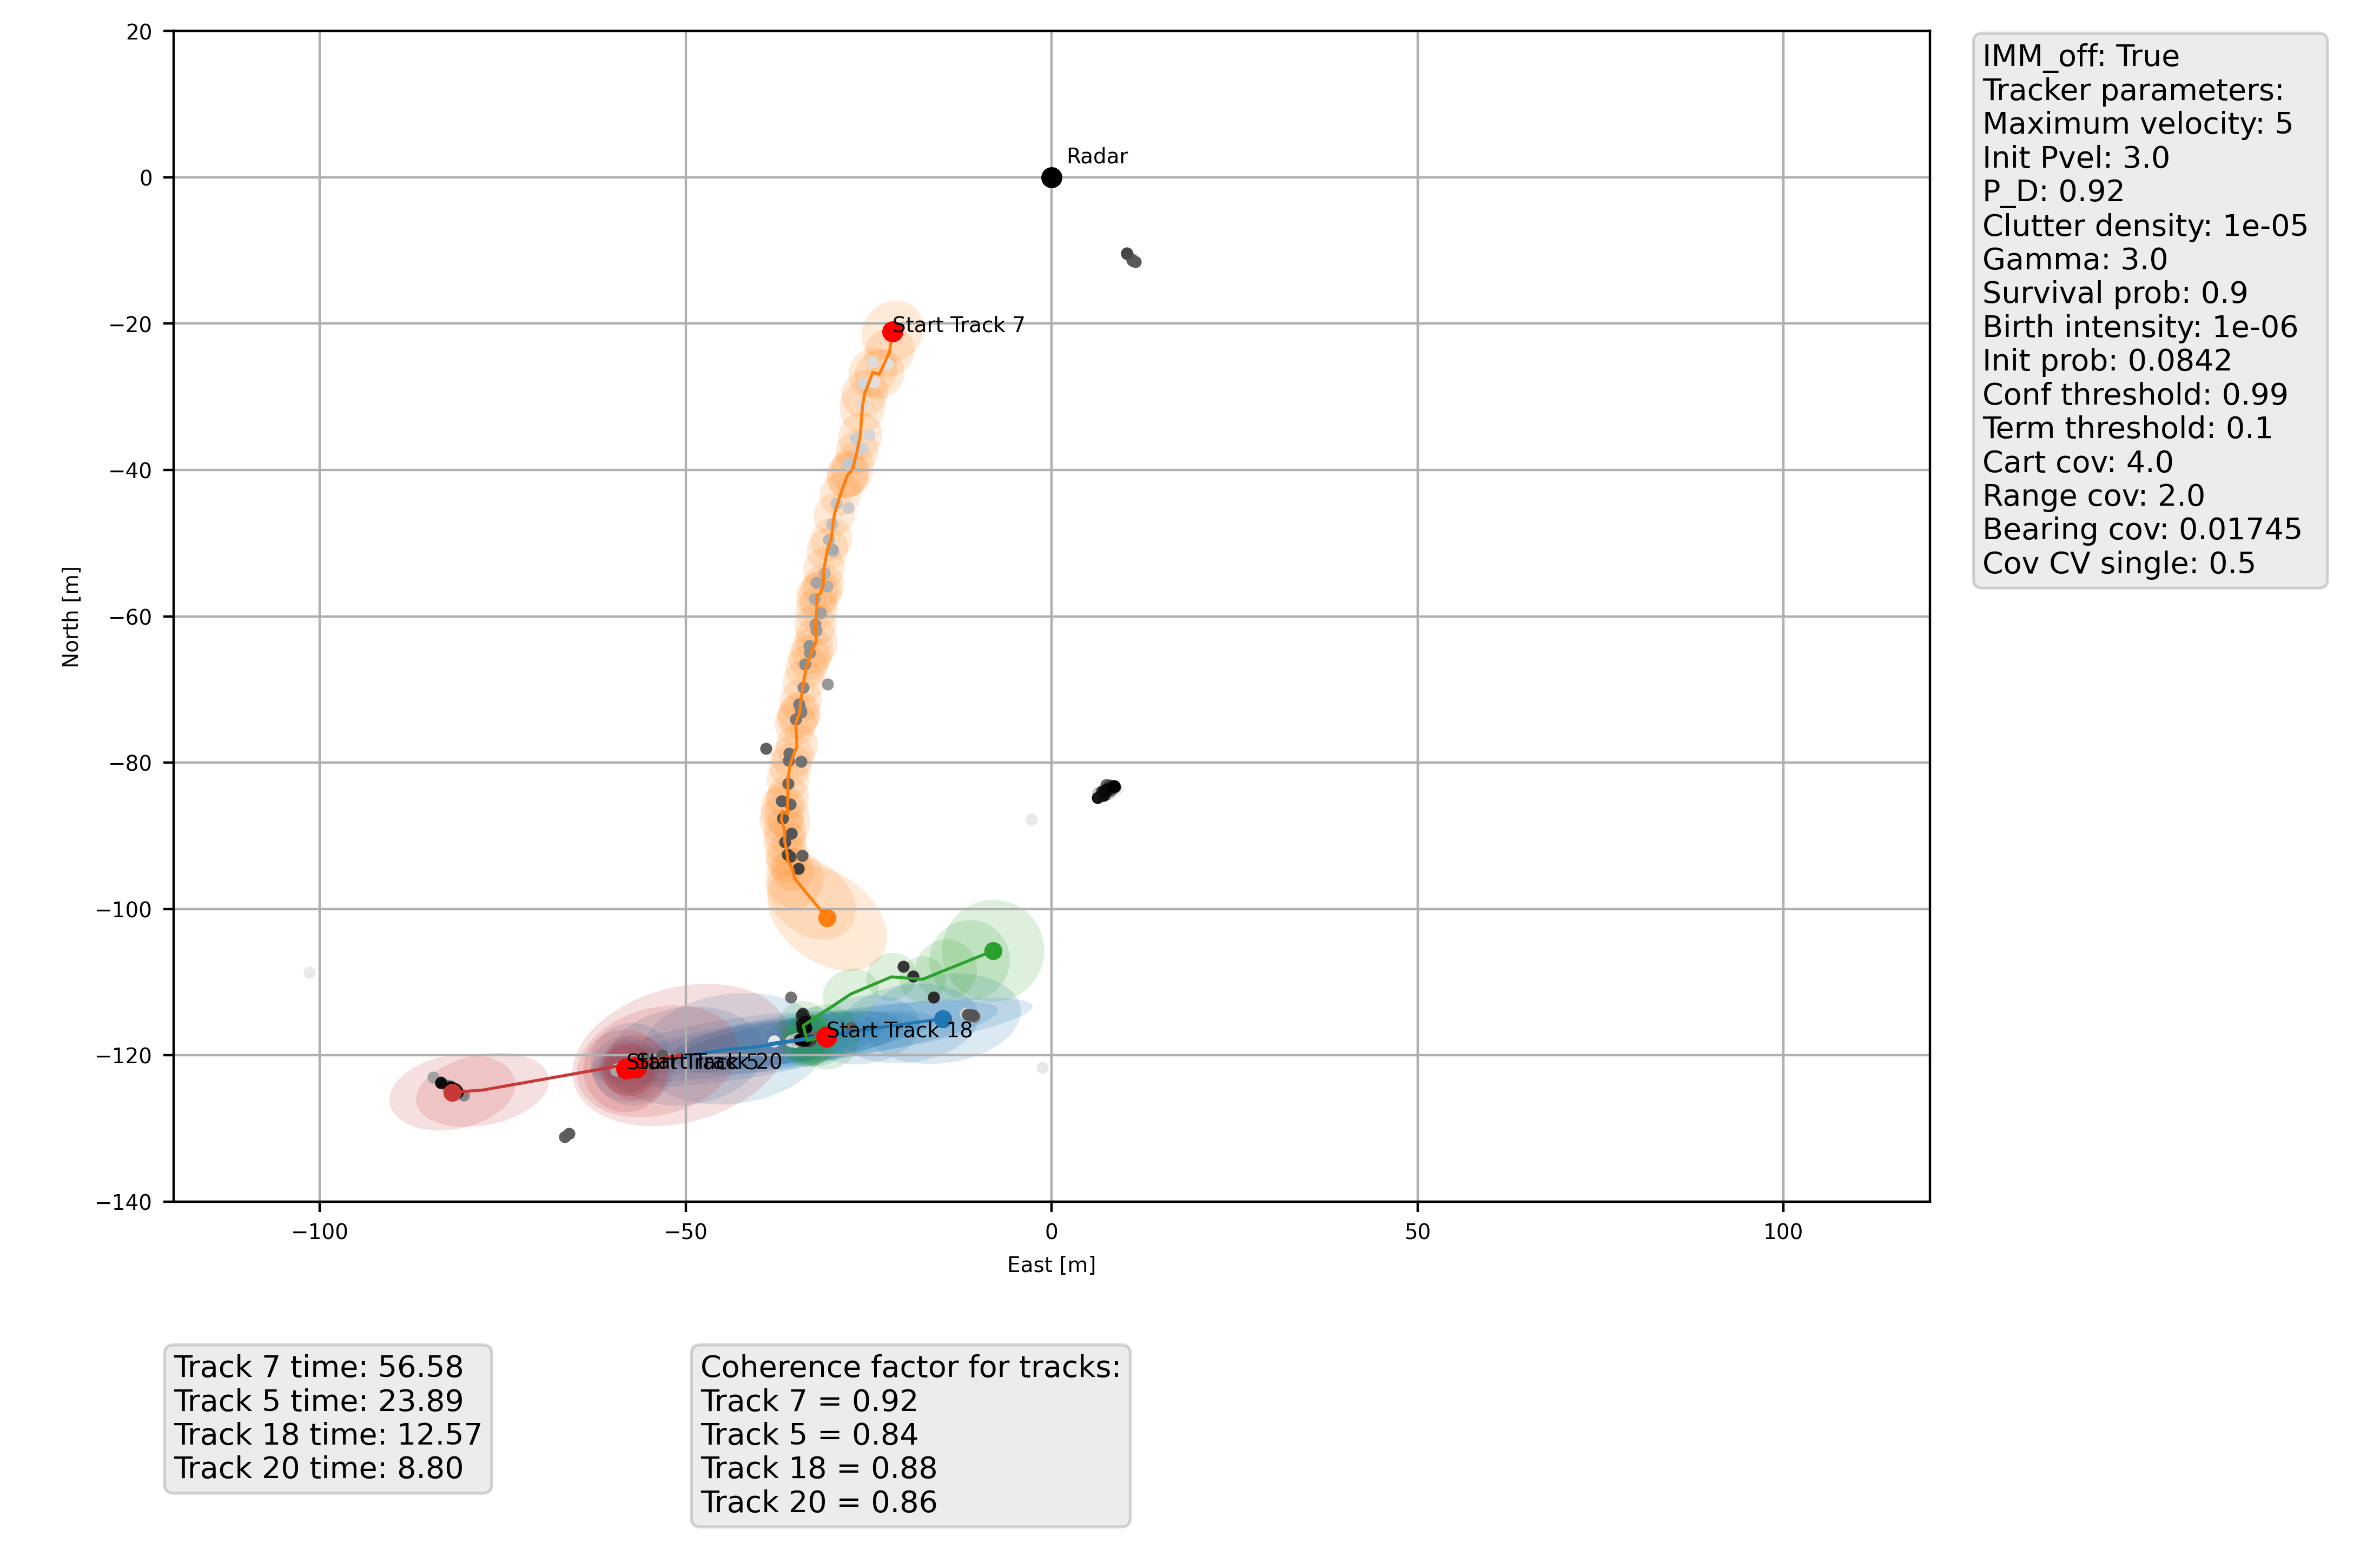 20
0
−20
−40
−60
−80
−100
−120
−140
−100
−50
0
50
100
North [m]
East [m]
Radar
Start Track 7
Start Track 18
Start Track 5
Start Track 20
IMM_off: True
Tracker parameters:
Maximum velocity: 5
Init Pvel: 3.0
P_D: 0.92
Clutter density: 1e-05
Gamma: 3.0
Survival prob: 0.9
Birth intensity: 1e-06
Init prob: 0.0842
Conf threshold: 0.99
Term threshold: 0.1
Cart cov: 4.0
Range cov: 2.0
Bearing cov: 0.01745
Cov CV single: 0.5
Track 7 time: 56.58
Track 5 time: 23.89
Track 18 time: 12.57
Track 20 time: 8.80
Coherence factor for tracks:
Track 7 = 0.92
Track 5 = 0.84
Track 18 = 0.88
Track 20 = 0.86